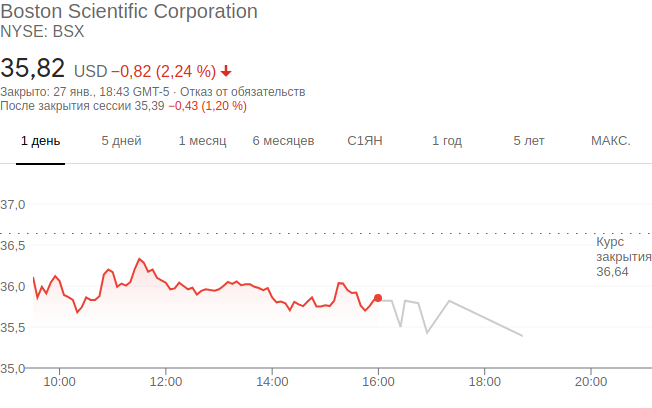 Boston Scientific Corporation
NYSE: BSX
35,82 USD −0,82 (2,24 %)
Закрыто: 27 янв., 18:43 GMT-5 · Отказ от обязательств
После закрытия сессии 35,39 −0,43 (1,20 %)
1 день 5 дней 1 месяц 6 месяцев С1ЯН 1 год 5 лет МАКС.
37,0
36,5
36,0
35,5
35,0
Курс
закрытия
36,64
10:00 12:00 14:00 16:00 18:00 20:00